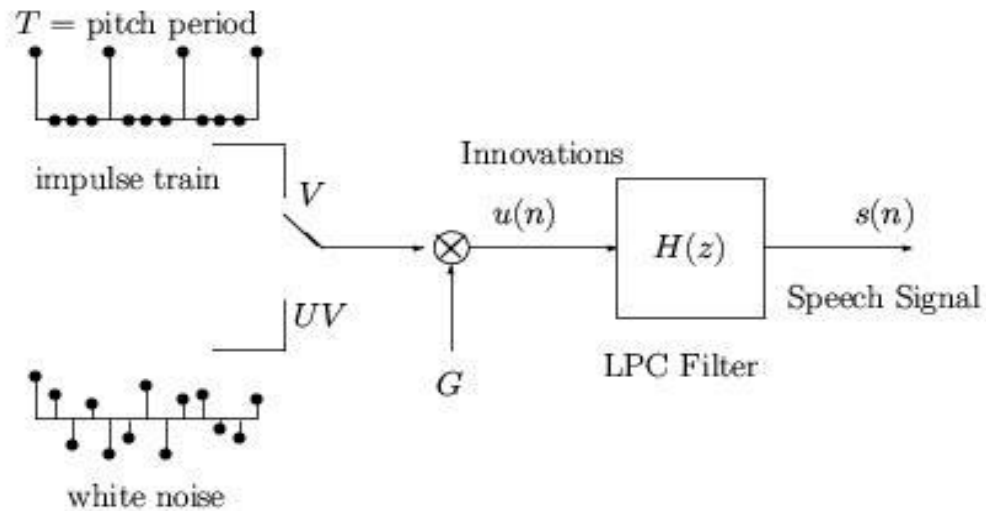 T = pitch period
impulse train
V
Innovations
u(n)
H(z)
s(n)
UV
Speech Signal
G
LPC Filter
white noise